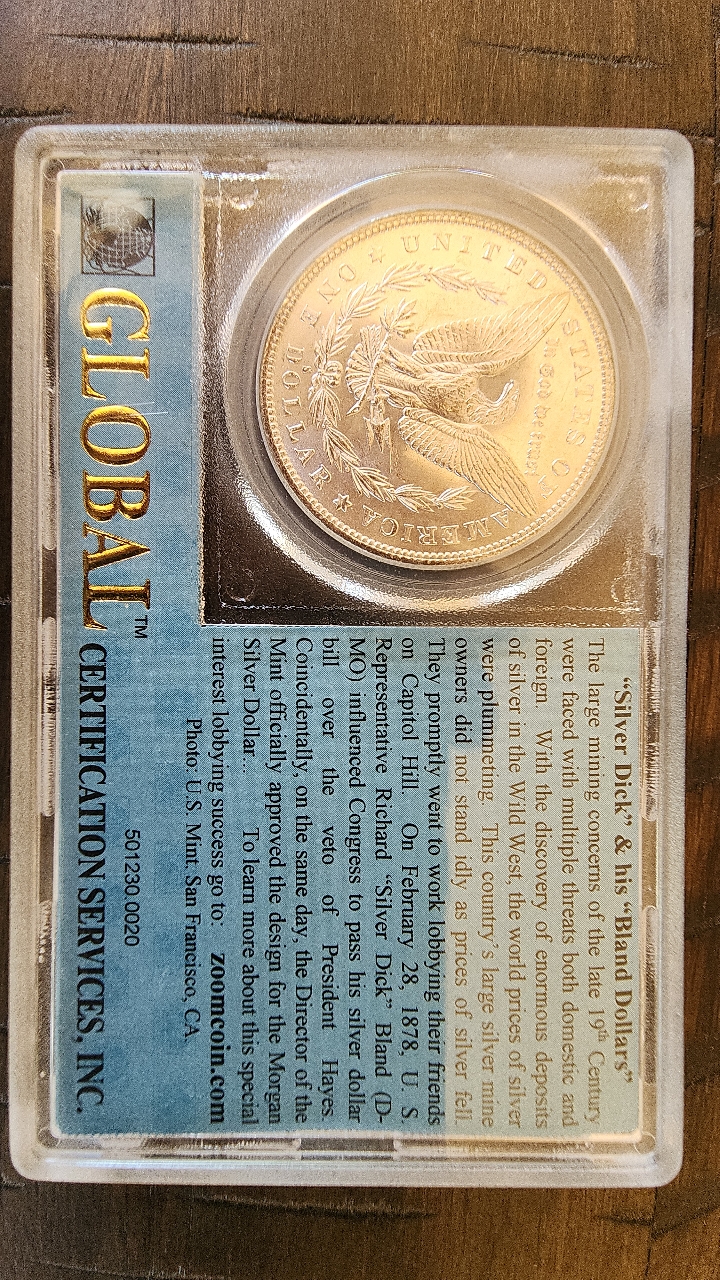 "Silver Dick" & his "Bland Dollars"
The large mining concerns of the late 19th Century
were faced with multiple threats both domestic and
foreign. With the discovery of enormous deposits
of silver in the Wild West, the world prices of silver
were plummeting. This country's large silver mine
owners did not stand idly as prices of silver fell.
They promptly went to work lobbying their friends
on Capitol Hill. On February 28, 1878, U. S.
Representative Richard "Silver Dick" Bland (D-
MO) influenced Congress to pass his silver dollar
bill over the veto of President Hayes.
Coincidentially, on the same day, the Director of the
Mint officially approved the design for the Morgan
Silver Dollar... To learn more about this special
interest lobbying success go to: zoomcoin.com
Photo: U.S. Mint, San Francisco, CA
501230.0020
GLOBAL™ CERTIFICATION SERVICES, INC.
UNITED STATES OF AMERICA
In God we trust
ONE DOLLAR